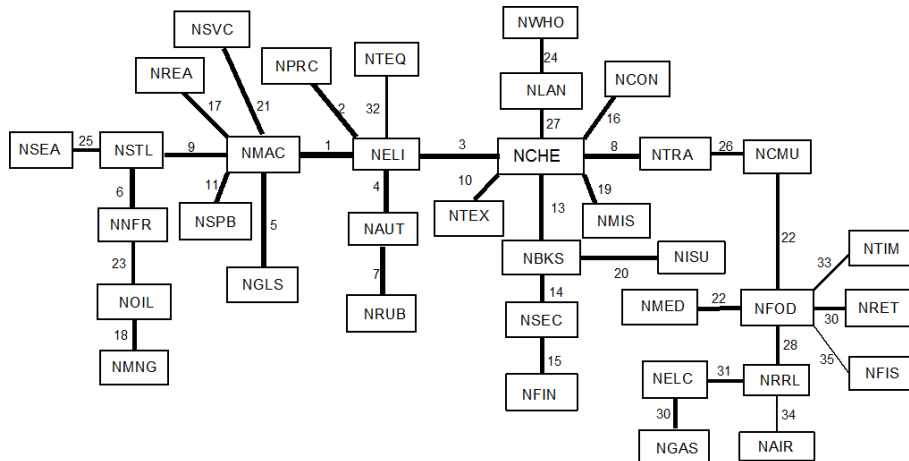 NWHO
NSVC
24
NTEQ
NPRC
NCON
NREA
NLAN
17
21
2
32
27
16
NSEA
25
NSTL
9
NMAC
1
NELI
3
NCHE
8
NTRA
26
NCMU
6
11
5
4
10
13
19
NNFR
NSPB
NAUT
NTEX
NMIS
22
23
NGLS
7
NBKS
20
NISU
33
NTIM
NOIL
NRUB
14
NMED
22
NFOD
30
NRET
18
NSEC
28
35
NMNG
15
NELC
31
NRRL
NFIS
NFIN
30
34
NGAS
NAIR